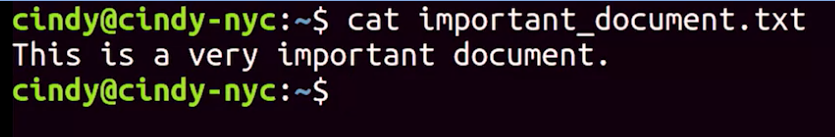 cindy@cindy-nyc:~$ cat important_document.txt
This is a very important document.
cindy@cindy-nyc:~$